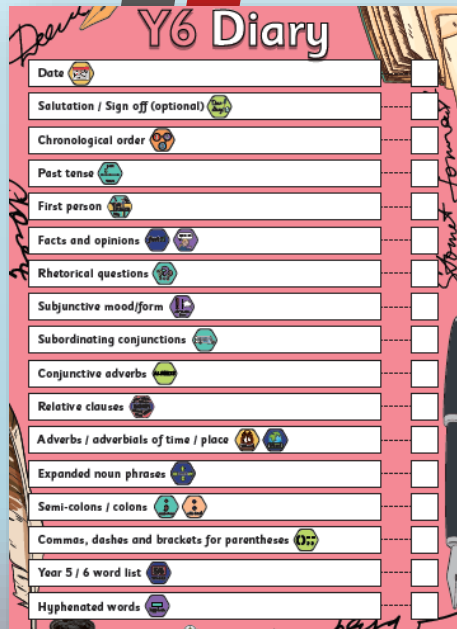 Y6 Diary
Date
Salutation / Sign off (optional)
Chronological order
Past tense
First person
Facts and opinions
Rhetorical questions
Subjunctive mood/form
Subordinating conjunctions
Conjunctive adverbs
Relative clauses
Adverbs / adverbials of time / place
Expanded noun phrases
Semi-colons / colons
Commas, dashes and brackets for parentheses
Year 5 / 6 word list
Hyphenated words